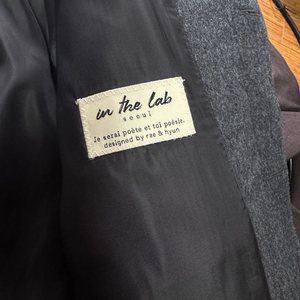 in the lab
seoul
Je serai poète et toi poésie.
designed by rae & hyun